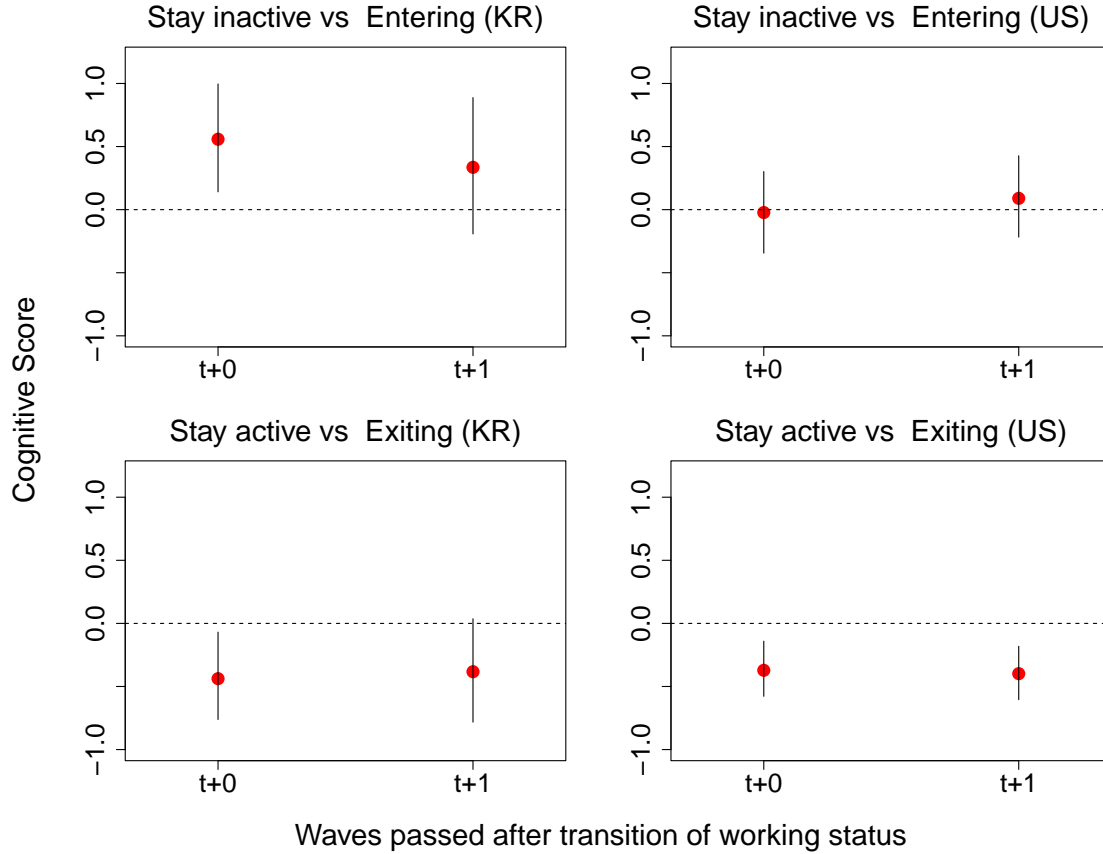 Stay inactive vs  Entering (KR)
1.0
0.5
0.0
−1.0
t+0
t+1
Stay inactive vs  Entering (US)
1.0
0.5
0.0
−1.0
t+0
t+1
Cognitive Score
Stay active vs  Exiting (KR)
1.0
0.5
0.0
−1.0
t+0
t+1
Stay active vs  Exiting (US)
1.0
0.5
0.0
−1.0
t+0
t+1
Waves passed after transition of working status